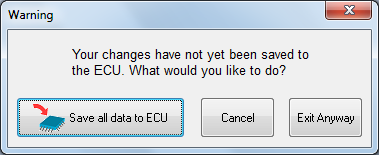 Warning
Your changes have not yet been saved to
the ECU. What would you like to do?
Save all data to ECU
Cancel
Exit Anyway